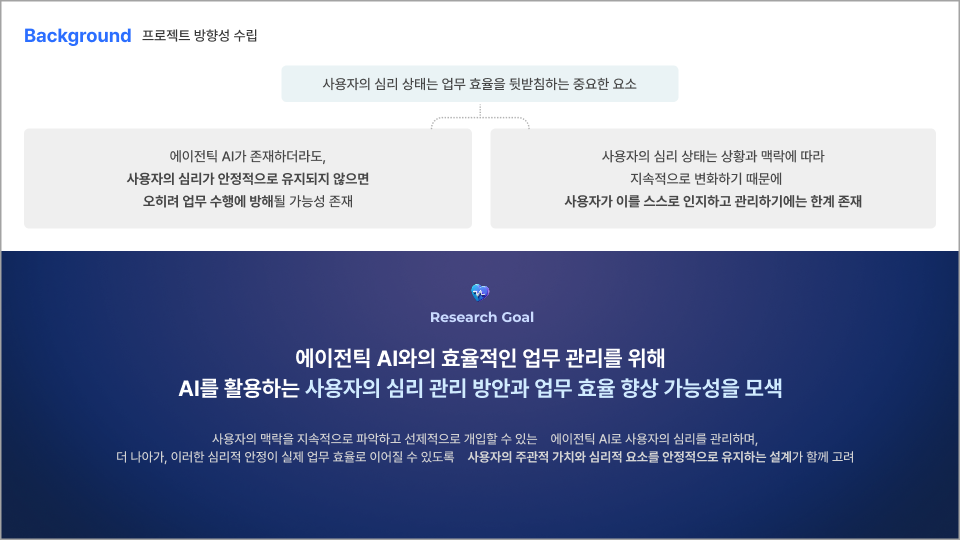 Background 프로젝트 방향성 수립
사용자의 심리 상태는 업무 효율을 뒷받침하는 중요한 요소
에이전틱 AI가 존재하더라도,
사용자의 심리가 안정적으로 유지되지 않으면
오히려 업무 수행에 방해될 가능성 존재
사용자의 심리 상태는 상황과 맥락에 따라
지속적으로 변화하기 때문에
사용자가 이를 스스로 인지하고 관리하기에는 한계 존재
Research Goal
에이전틱 AI와의 효율적인 업무 관리를 위해
AI를 활용하는 사용자의 심리 관리 방안과 업무 효율 향상 가능성을 모색
사용자의 맥락을 지속적으로 파악하고 선제적으로 개입할 수 있는 에이전틱 AI로 사용자의 심리를 관리하며,
더 나아가, 이러한 심리적 안정이 실제 업무 효율로 이어질 수 있도록 사용자의 주관적 가치와 심리적 요소를 안정적으로 유지하는 설계가 함께 고려